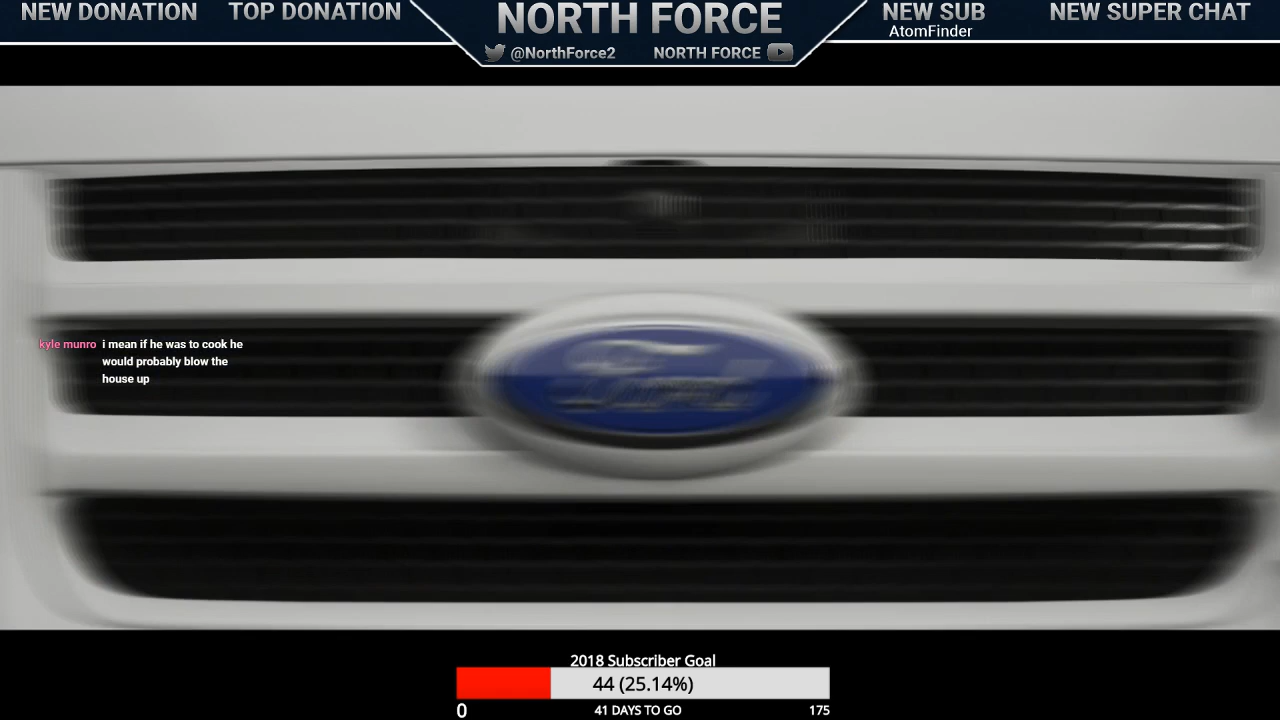 NEW DONATION
TOP DONATION
NORTH FORCE
NEW SUB
NEW SUPER CHAT
AtomFinder
@NorthForce2
NORTH FORCE
kyle munro i mean if he was to cook he
would probably blow the
house up
Ford
2018 Subscriber Goal
44 (25.14%)
0
41 DAYS TO GO
175